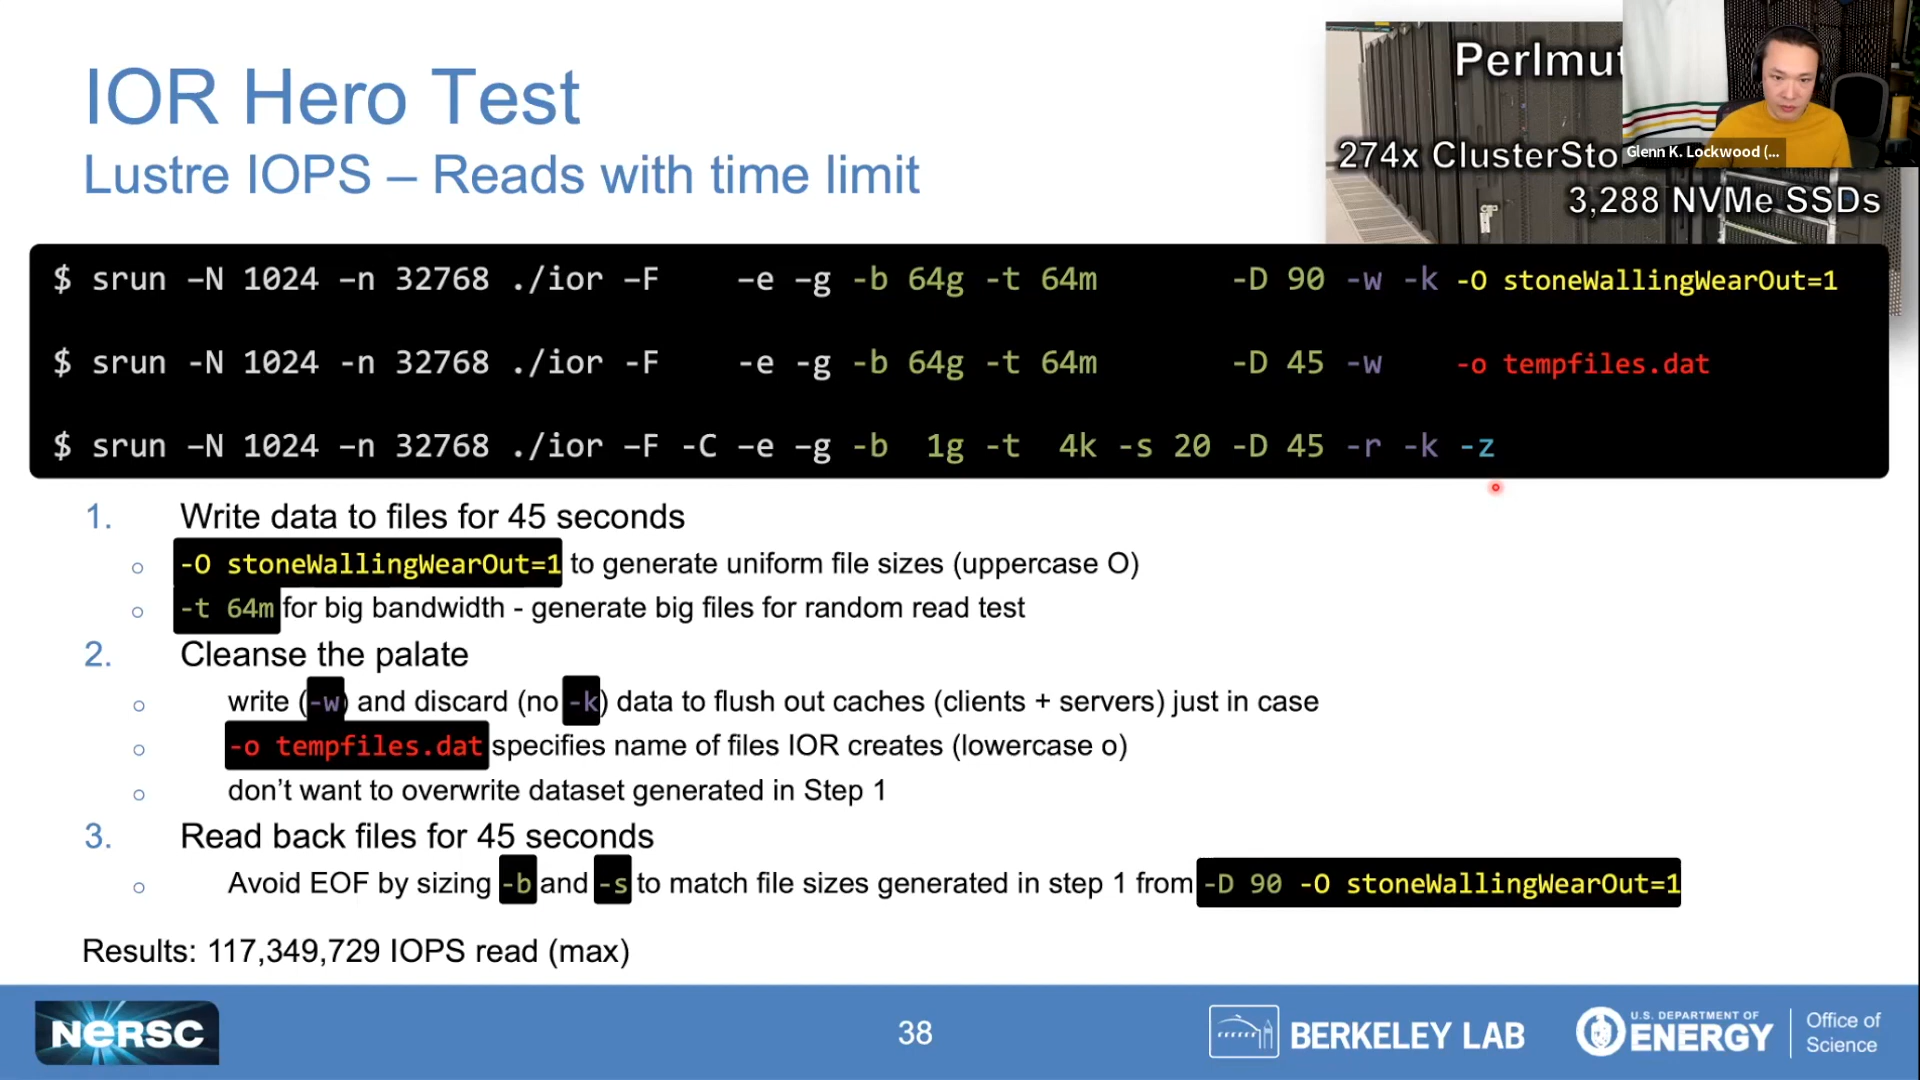 IOR Hero Test
Lustre IOPS – Reads with time limit
274x ClusterSto
3,288 NVMe SSDs
Glenn K. Lockwood (...
$ srun –N 1024 –n 32768 ./ior –F –e –g -b 64g -t 64m -D 90 -w -k -O stoneWallingWearOut=1
$ srun -N 1024 -n 32768 ./ior -F -e -g -b 64g -t 64m -D 45 -w -o tempfiles.dat
$ srun –N 1024 –n 32768 ./ior –F -C –e –g -b 1g -t 4k -s 20 -D 45 -r -k -z
1. Write data to files for 45 seconds
-O stoneWallingWearOut=1 to generate uniform file sizes (uppercase O)
-t 64m for big bandwidth - generate big files for random read test
2. Cleanse the palate
write (-w) and discard (no -k) data to flush out caches (clients + servers) just in case
-o tempfiles.dat specifies name of files IOR creates (lowercase o)
don’t want to overwrite dataset generated in Step 1
3. Read back files for 45 seconds
Avoid EOF by sizing -b and -s to match file sizes generated in step 1 from -D 90 -O stoneWallingWearOut=1
Results: 117,349,729 IOPS read (max)
NERSC
38
BERKELEY LAB
U.S. DEPARTMENT OF
ENERGY
Office of
Science